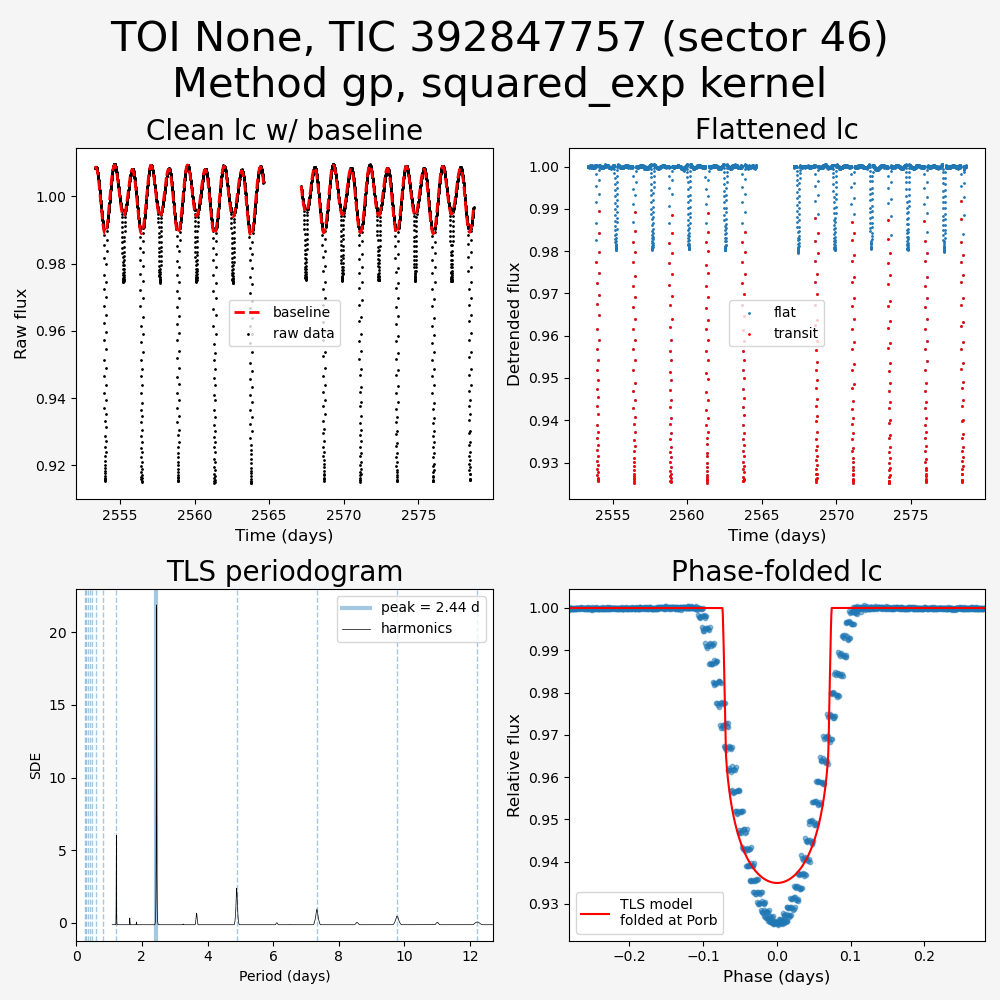 TOI None, TIC 392847757 (sector 46)
Method gp, squared_exp kernel
Clean lc w/ baseline
Raw flux
1.00
0.98
0.96
0.94
0.92
baseline
raw data
2555
2560
2565
2570
2575
Time (days)
Flattened lc
Detrended flux
1.00
0.99
0.98
0.97
0.96
0.95
0.94
0.93
flat
transit
2555
2560
2565
2570
2575
Time (days)
TLS periodogram
SDE
20
15
10
5
0
peak = 2.44 d
harmonics
0
2
4
6
8
10
12
Period (days)
Phase-folded lc
Relative flux
1.00
0.99
0.98
0.97
0.96
0.95
0.94
0.93
TLS model
folded at Porb
−0.2
−0.1
0.0
0.1
0.2
Phase (days)